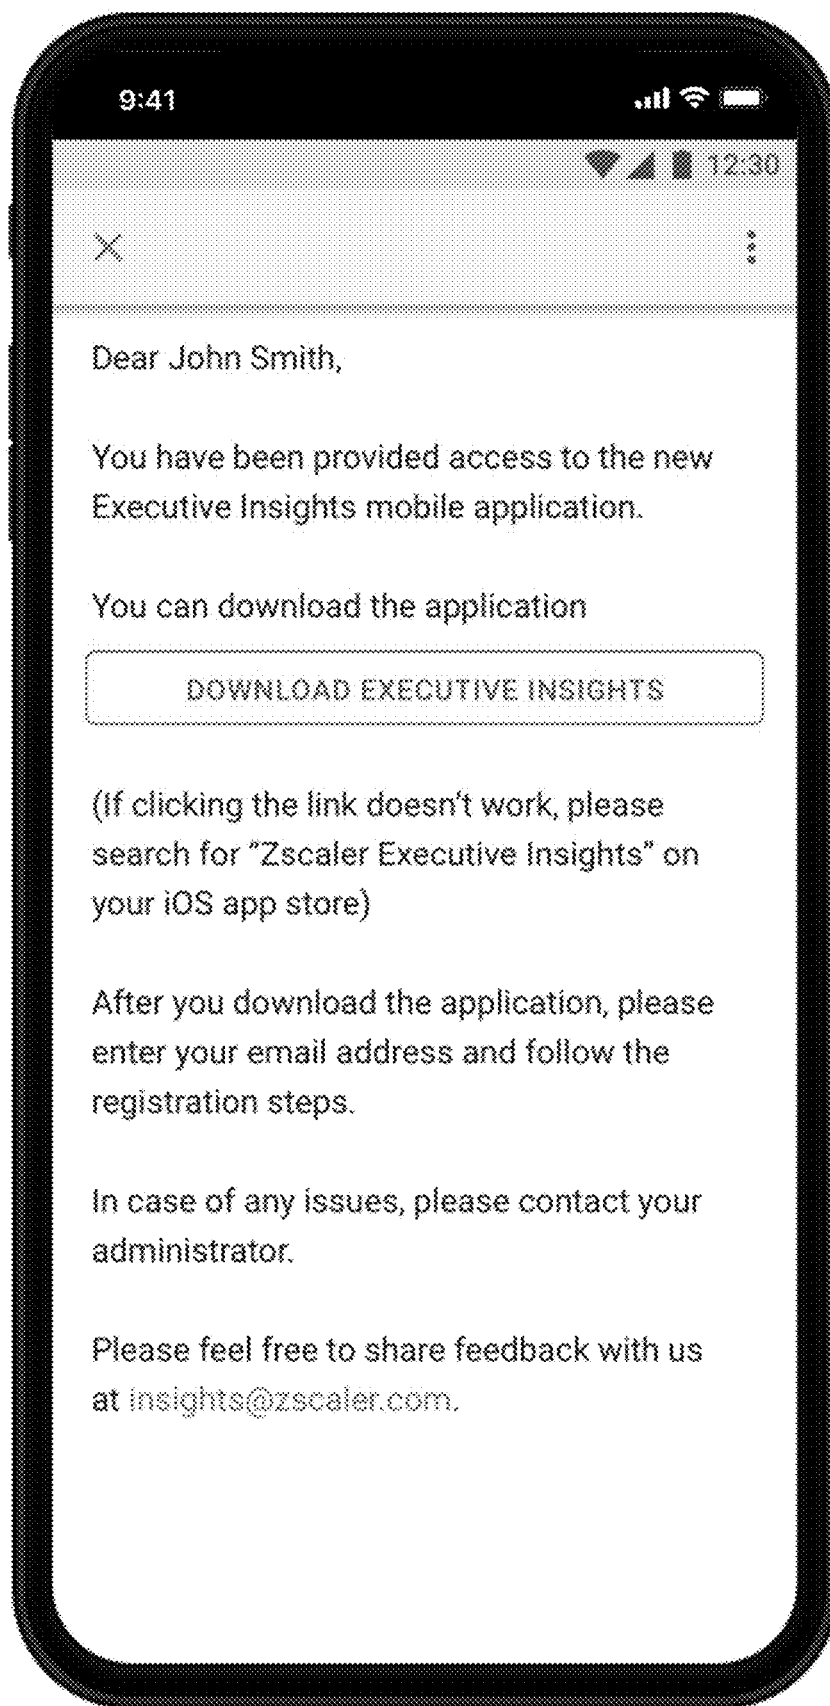 9:41
12:30
Dear John Smith,
You have been provided access to the new
Executive Insights mobile application.
You can download the application
DOWNLOAD EXECUTIVE INSIGHTS
(If clicking the link doesn't work, please
search for "Zscaler Executive Insights" on
your iOS app store)
After you download the application, please
enter your email address and follow the
registration steps.
In case of any issues, please contact your
administrator.
Please feel free to share feedback with us
at insights@zscaler.com.